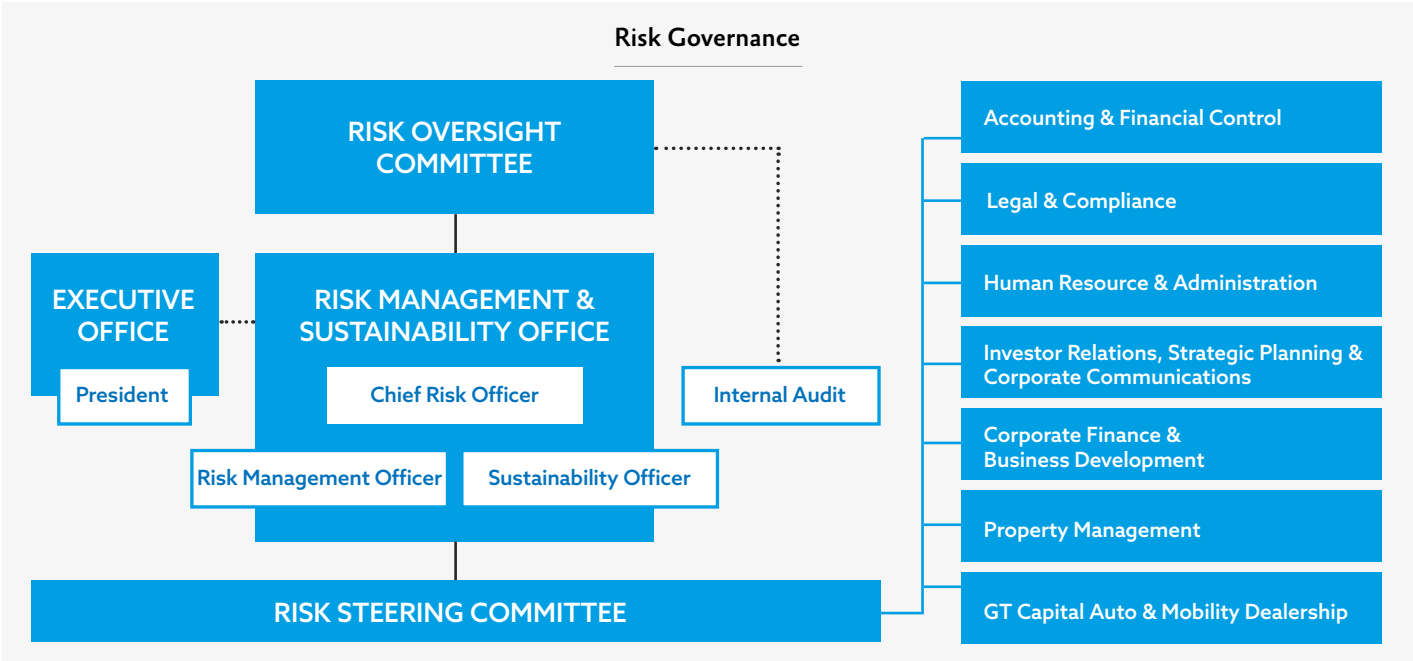 Risk Governance
RISK OVERSIGHT
COMMITTEE
EXECUTIVE
OFFICE
President
RISK MANAGEMENT &
SUSTAINABILITY OFFICE
Chief Risk Officer
Risk Management Officer
Sustainability Officer
Internal Audit
RISK STEERING COMMITTEE
Accounting & Financial Control
Legal & Compliance
Human Resource & Administration
Investor Relations, Strategic Planning &
Corporate Communications
Corporate Finance &
Business Development
Property Management
GT Capital Auto & Mobility Dealership